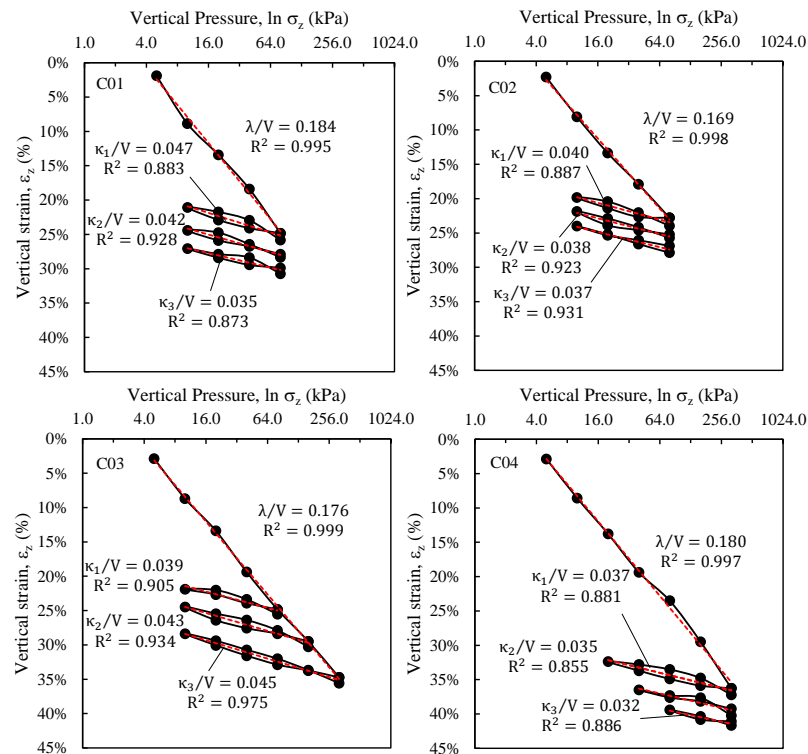 Vertical Pressure, ln σz (kPa)
1.0 4.0 16.0 64.0 256.0 1024.0
0%
5%
10%
15%
20%
25%
30%
35%
40%
45%
Vertical strain, εz (%)
C01
λ/V = 0.184
R² = 0.995
κ₁/V = 0.047
R² = 0.883
κ₂/V = 0.042
R² = 0.928
κ₃/V = 0.035
R² = 0.873
Vertical Pressure, ln σz (kPa)
1.0 4.0 16.0 64.0 256.0 1024.0
0%
5%
10%
15%
20%
25%
30%
35%
40%
45%
Vertical strain, εz (%)
C02
λ/V = 0.169
R² = 0.998
κ₁/V = 0.040
R² = 0.887
κ₂/V = 0.038
R² = 0.923
κ₃/V = 0.037
R² = 0.931
Vertical Pressure, ln σz (kPa)
1.0 4.0 16.0 64.0 256.0 1024.0
0%
5%
10%
15%
20%
25%
30%
35%
40%
45%
Vertical strain, εz (%)
C03
λ/V = 0.176
R² = 0.999
κ₁/V = 0.039
R² = 0.905
κ₂/V = 0.043
R² = 0.934
κ₃/V = 0.045
R² = 0.975
Vertical Pressure, ln σz (kPa)
1.0 4.0 16.0 64.0 256.0 1024.0
0%
5%
10%
15%
20%
25%
30%
35%
40%
45%
Vertical strain, εz (%)
C04
λ/V = 0.180
R² = 0.997
κ₁/V = 0.037
R² = 0.881
κ₂/V = 0.035
R² = 0.855
κ₃/V = 0.032
R² = 0.886